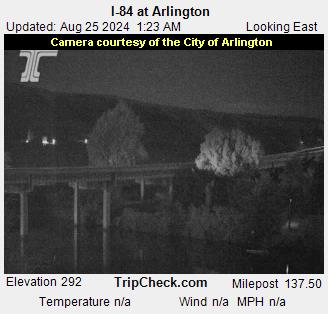 I-84 at Arlington
Updated: Aug 25 2024 1:23 AM Looking East
Camera courtesy of the City of Arlington
Elevation 292 TripCheck.com Milepost 137.50
Temperature n/a Wind n/a MPH n/a